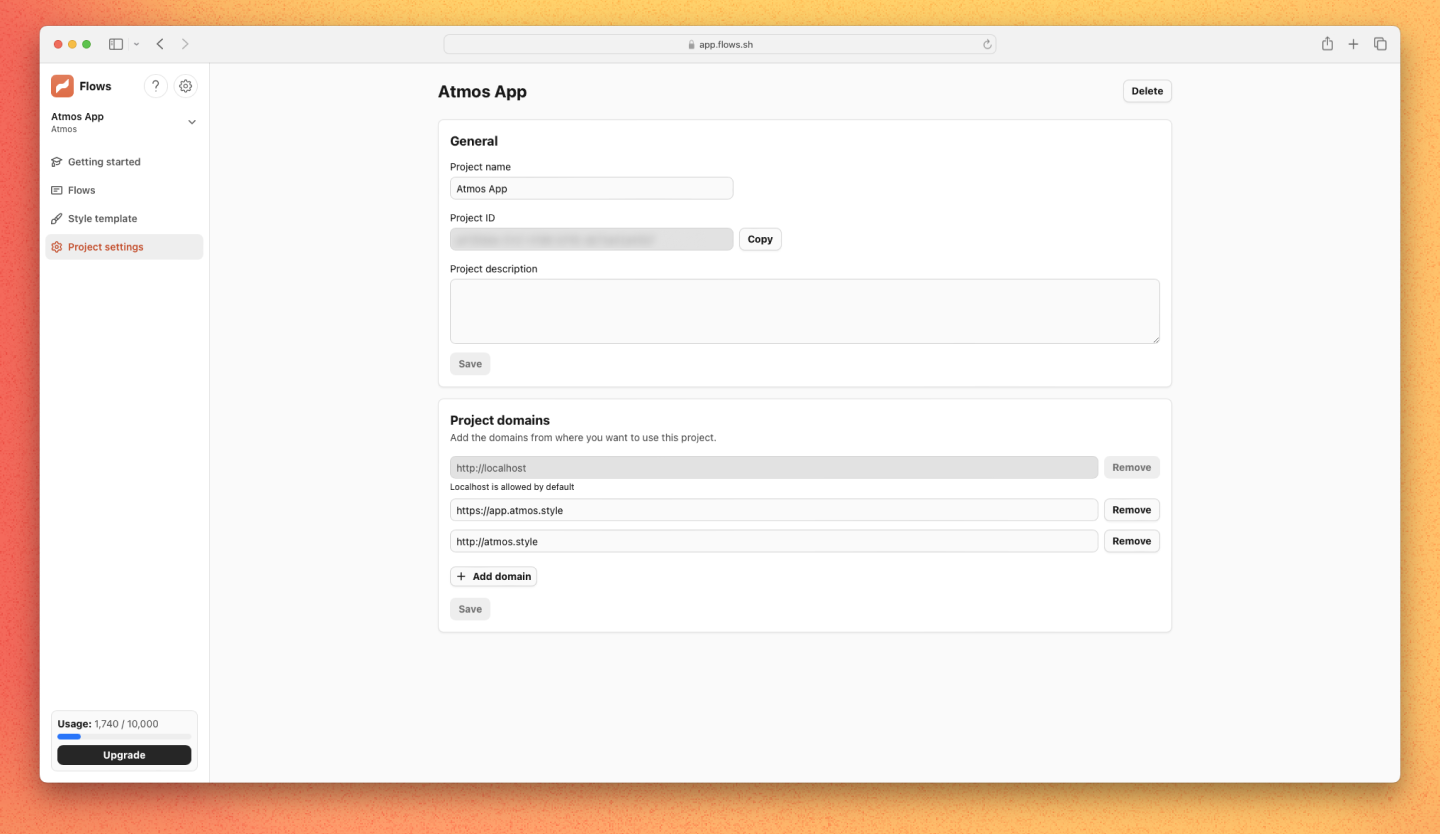 app.flows.sh
Flows
?
Atmos App
Atmos
Getting started
Flows
Style template
Project settings
Usage: 1,740 / 10,000
Upgrade
Atmos App
Delete
General
Project name
Atmos App
Project ID
Copy
Project description
Save
Project domains
Add the domains from where you want to use this project.
http://localhost
Remove
Localhost is allowed by default
https://app.atmos.style
Remove
http://atmos.style
Remove
+ Add domain
Save